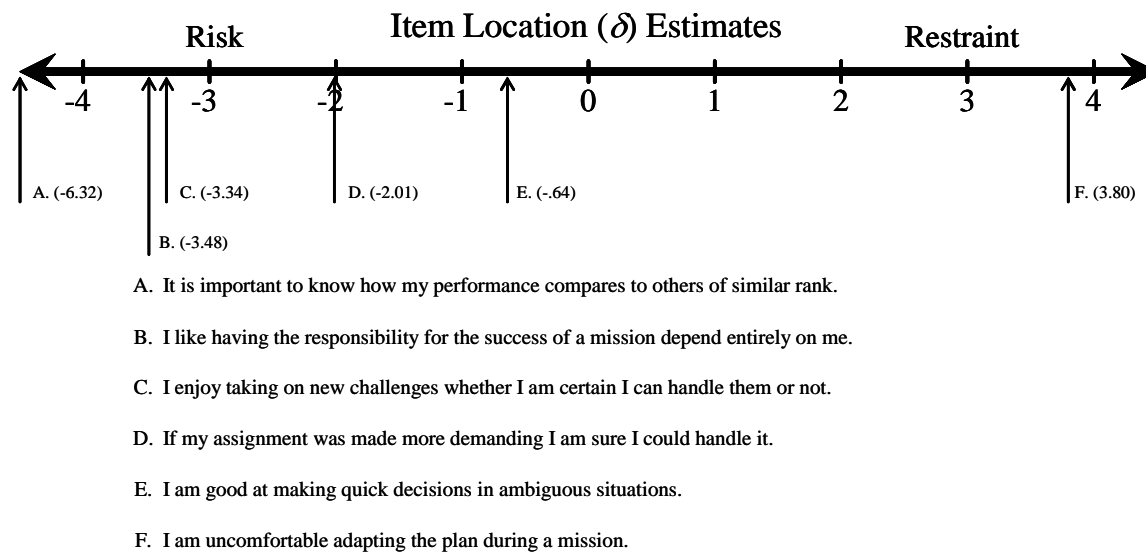 Item Location (δ) Estimates
Risk
Restraint
-4 -3 -2 -1 0 1 2 3 4
A. (-6.32)
C. (-3.34)
D. (-2.01)
E. (-.64)
F. (3.80)
B. (-3.48)
A. It is important to know how my performance compares to others of similar rank.
B. I like having the responsibility for the success of a mission depend entirely on me.
C. I enjoy taking on new challenges whether I am certain I can handle them or not.
D. If my assignment was made more demanding I am sure I could handle it.
E. I am good at making quick decisions in ambiguous situations.
F. I am uncomfortable adapting the plan during a mission.